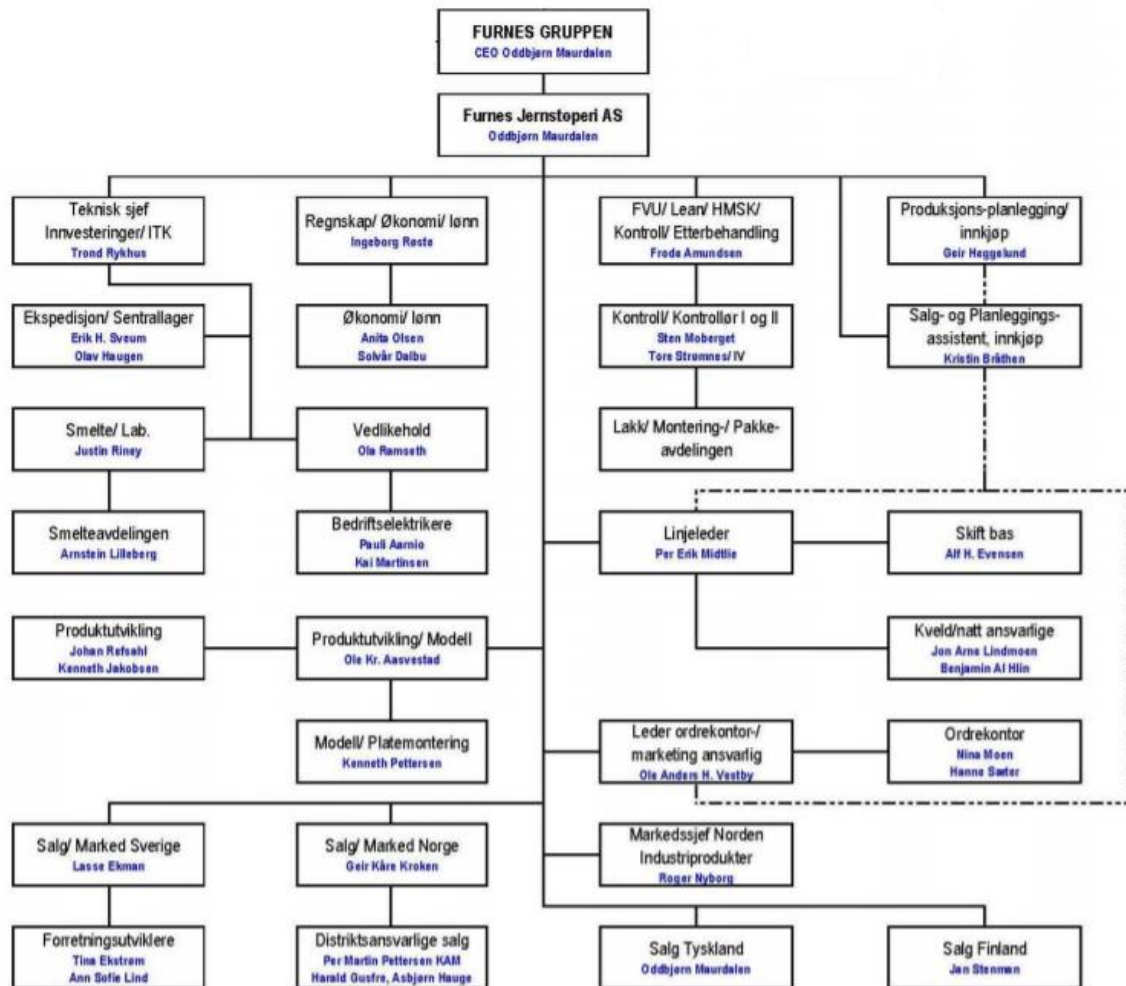 FURNES GRUPPEN
CEO Oddbjørn Maurdalen
Furnes Jernstøperi AS
Oddbjørn Maurdalen
Teknisk sjef
Innvesteringer/ ITK
Trond Rykhus
Regnskap/ Økonomi/ lønn
Ingeborg Røste
FVU/ Lean/ HMSK/
Kontroll/ Etterbehandling
Frode Amundsen
Produksjons-planlegging/
innkjøp
Geir Heggelund
Ekspedisjon/ Sentrallager
Erik H. Sveum
Olav Haugen
Økonomi/ lønn
Anita Olsen
Solvår Dalbu
Kontroll/ Kontrollør I og II
Sten Moberget
Tore Strømnes/ IV
Salg- og Planleggings-
assistent, innkjøp
Kristin Bråthen
Smelte/ Lab.
Justin Riney
Vedlikehold
Ola Ramseth
Lakk/ Montering-/ Pakke-
avdelingen
Smelteavdelingen
Arnstein Lilleberg
Bedriftselektrikere
Pauli Aarnio
Kai Martinsen
Linjeleder
Per Erik Midtlie
Skift bas
Alf H. Evensen
Produktutvikling
Johan Refsahl
Kenneth Jakobsen
Produktutvikling/ Modell
Ole Kr. Aasvestad
Kveld/natt ansvarlige
Jon Arne Lindmoen
Benjamin Al Hlin
Modell/ Platemontering
Kenneth Pettersen
Leder ordrekontor-/
marketing ansvarlig
Ole Anders H. Vestby
Ordrekontor
Nina Moen
Hanne Sæter
Salg/ Marked Sverige
Lasse Ekman
Salg/ Marked Norge
Geir Kåre Kroken
Markedssjef Norden
Industriprodukter
Roger Nyborg
Forretningsutviklere
Tina Ekstrøm
Ann Sofie Lind
Distriktsansvarlige salg
Per Martin Pettersen KAM
Harald Gusfre, Asbjørn Hauge
Salg Tyskland
Oddbjørn Maurdalen
Salg Finland
Jan Stenman